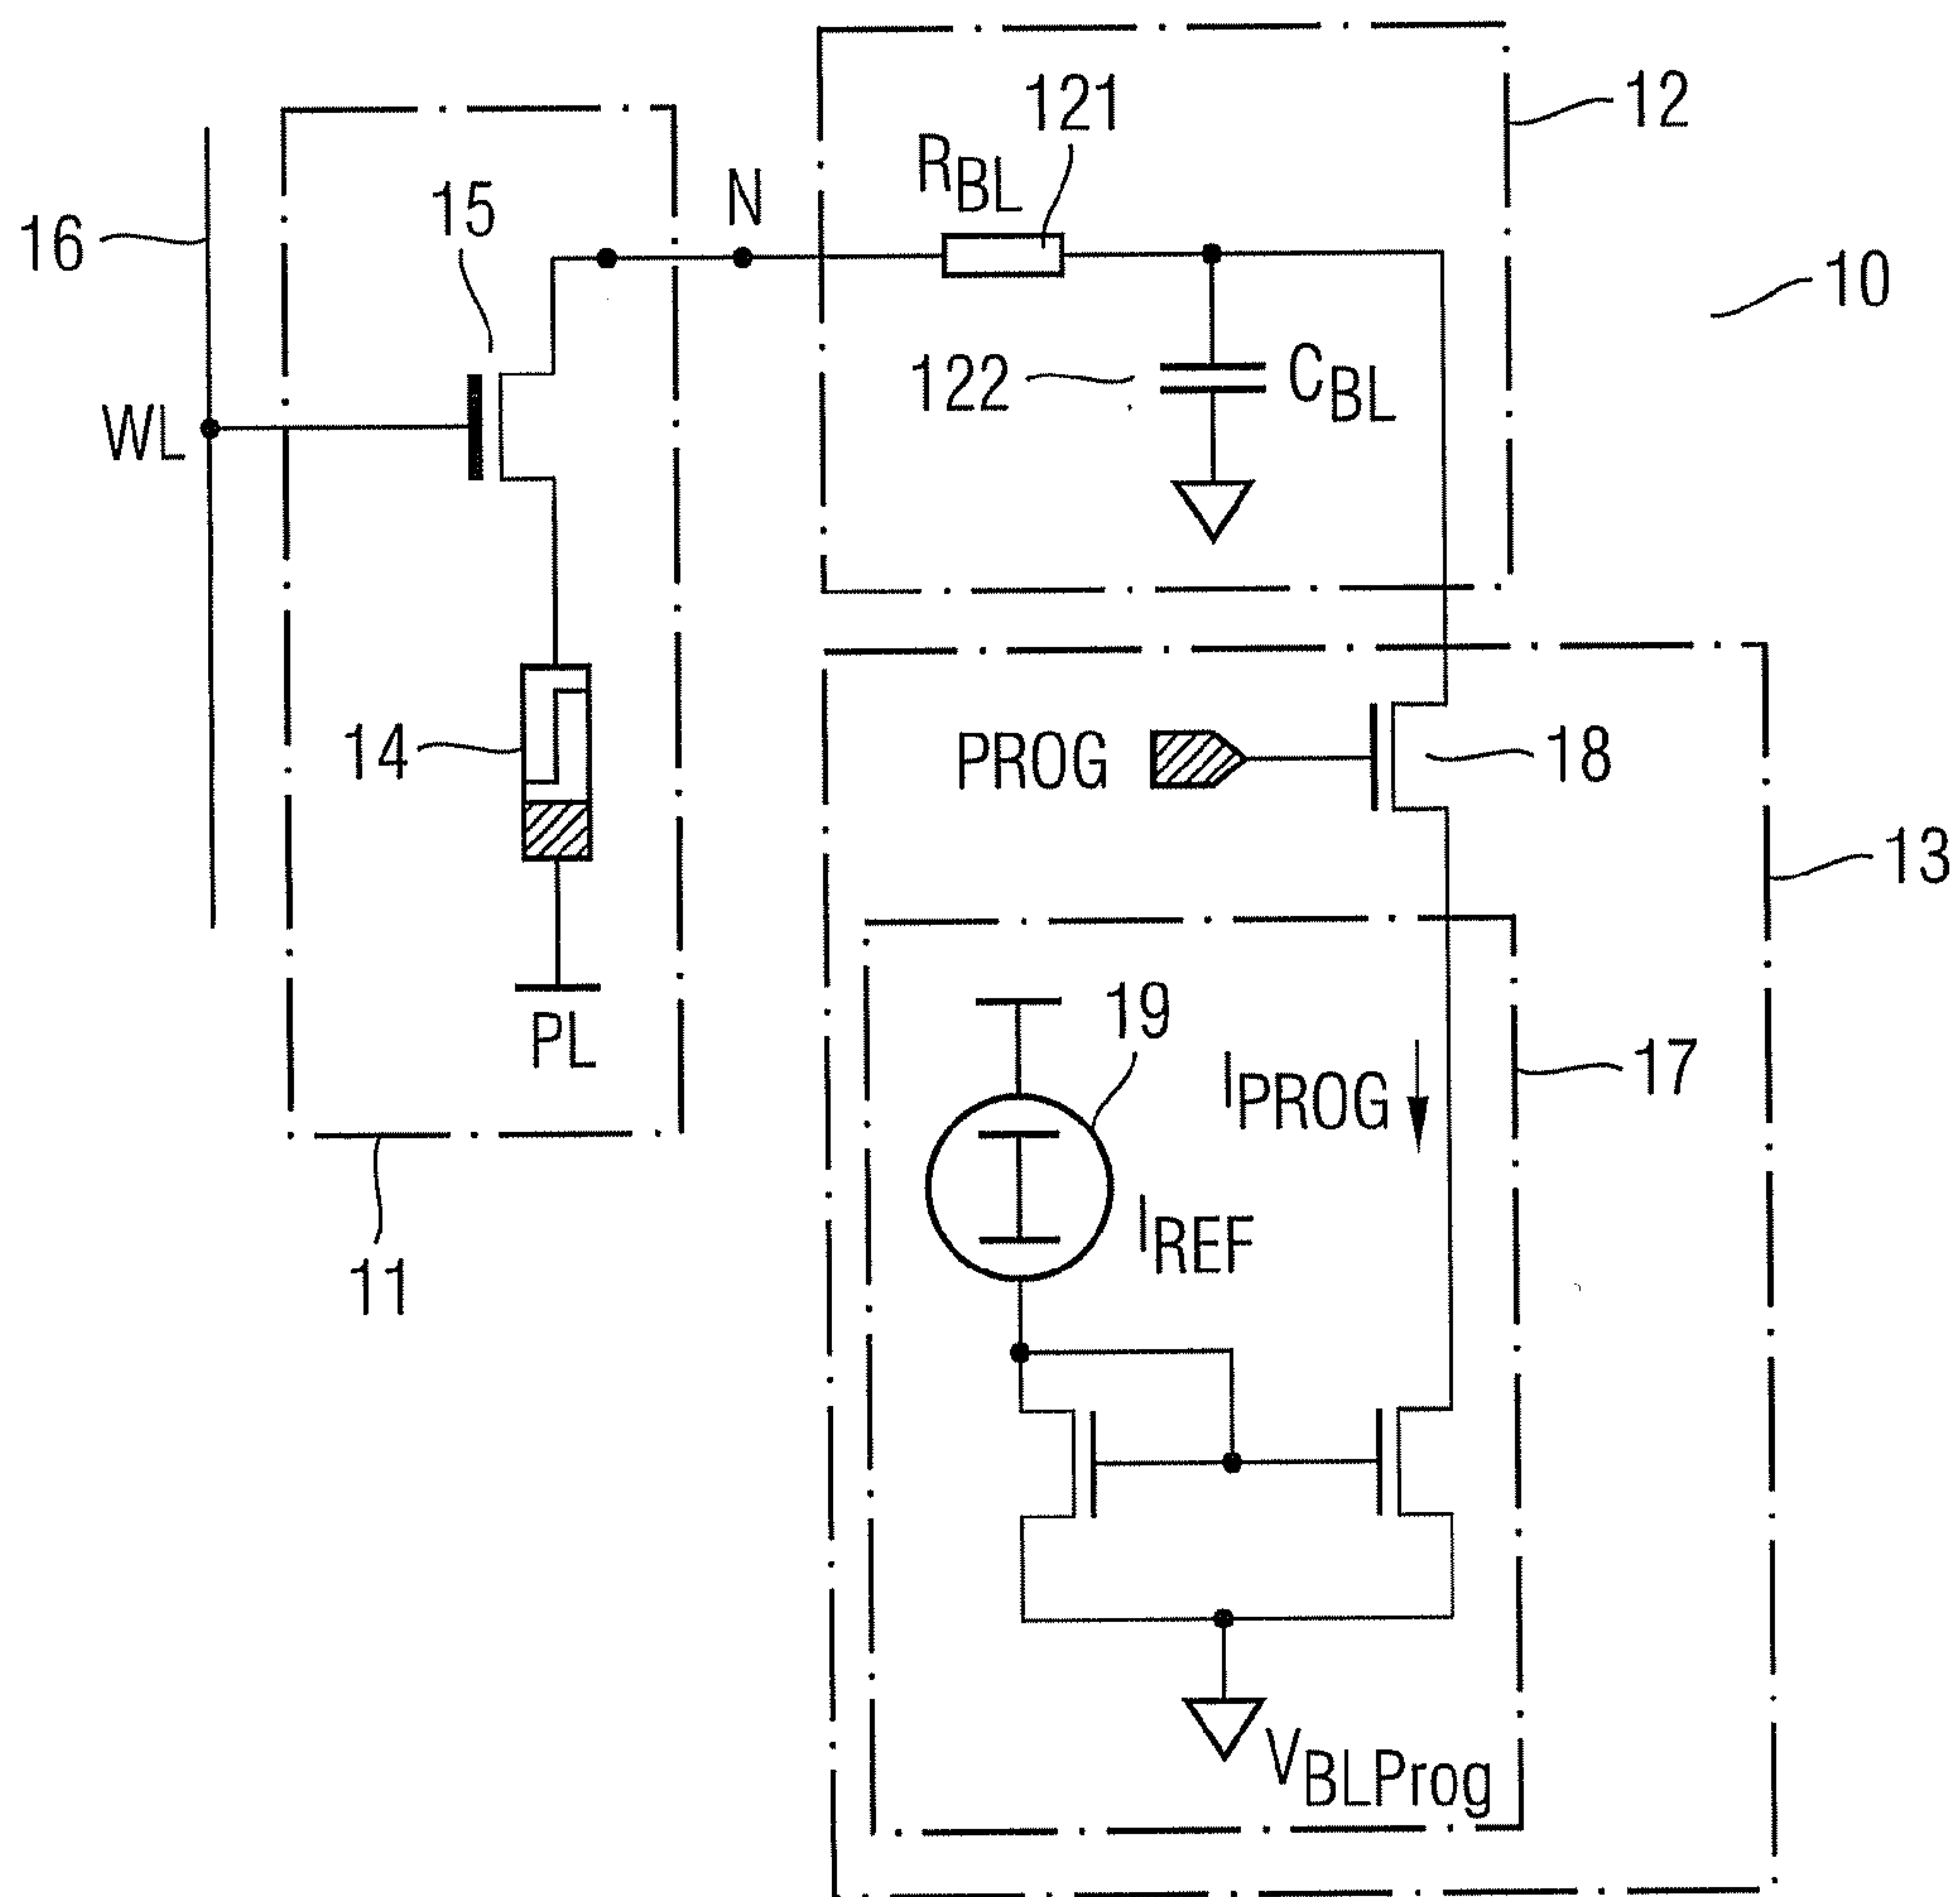 12
121
R_BL
N
15
16
10
122
C_BL
WL
14
PROG
18
13
PL
19
17
I_PROG
I_REF
11
V_BLProg